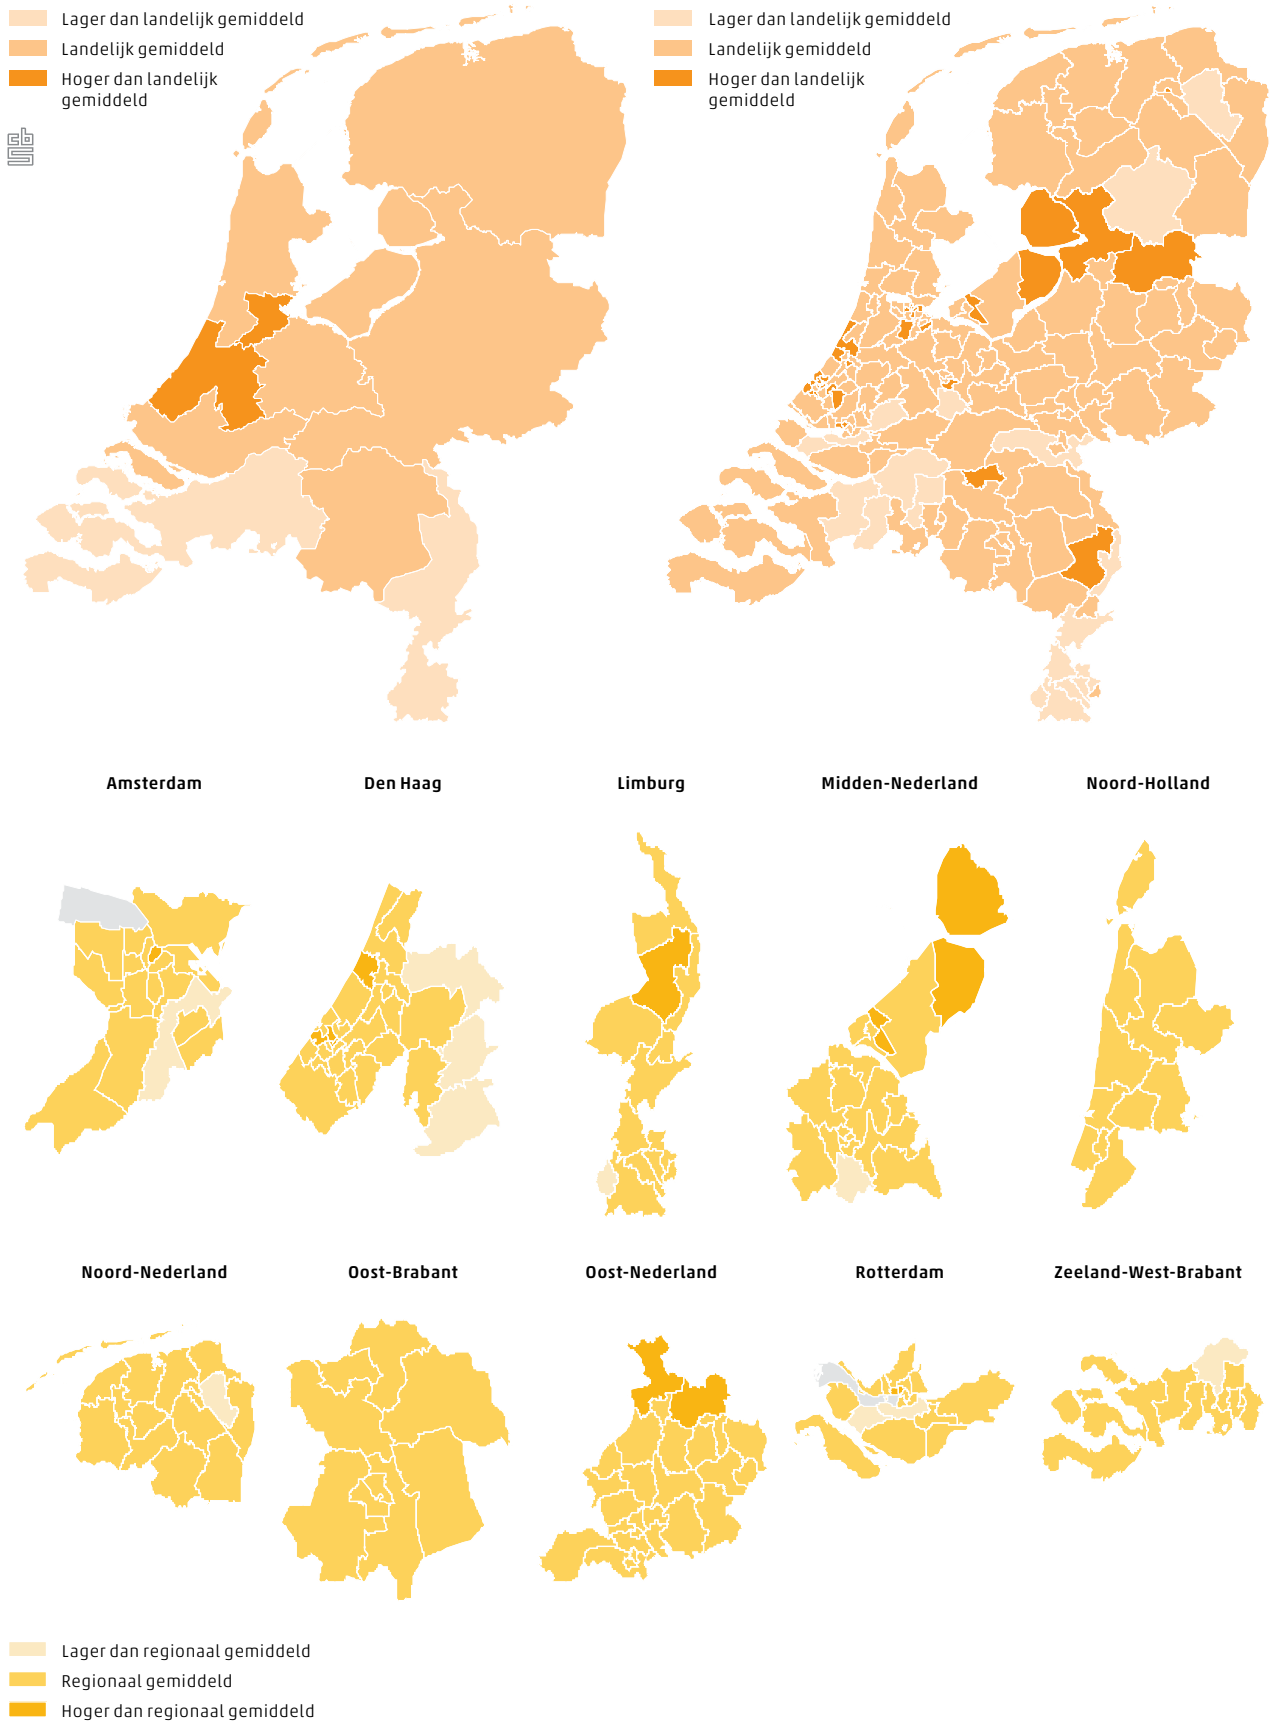 Lager dan landelijk gemiddeld
Landelijk gemiddeld
Hoger dan landelijk
gemiddeld
Lager dan landelijk gemiddeld
Landelijk gemiddeld
Hoger dan landelijk
gemiddeld
cbs
Amsterdam
Den Haag
Limburg
Midden-Nederland
Noord-Holland
Noord-Nederland
Oost-Brabant
Oost-Nederland
Rotterdam
Zeeland-West-Brabant
Lager dan regionaal gemiddeld
Regionaal gemiddeld
Hoger dan regionaal gemiddeld